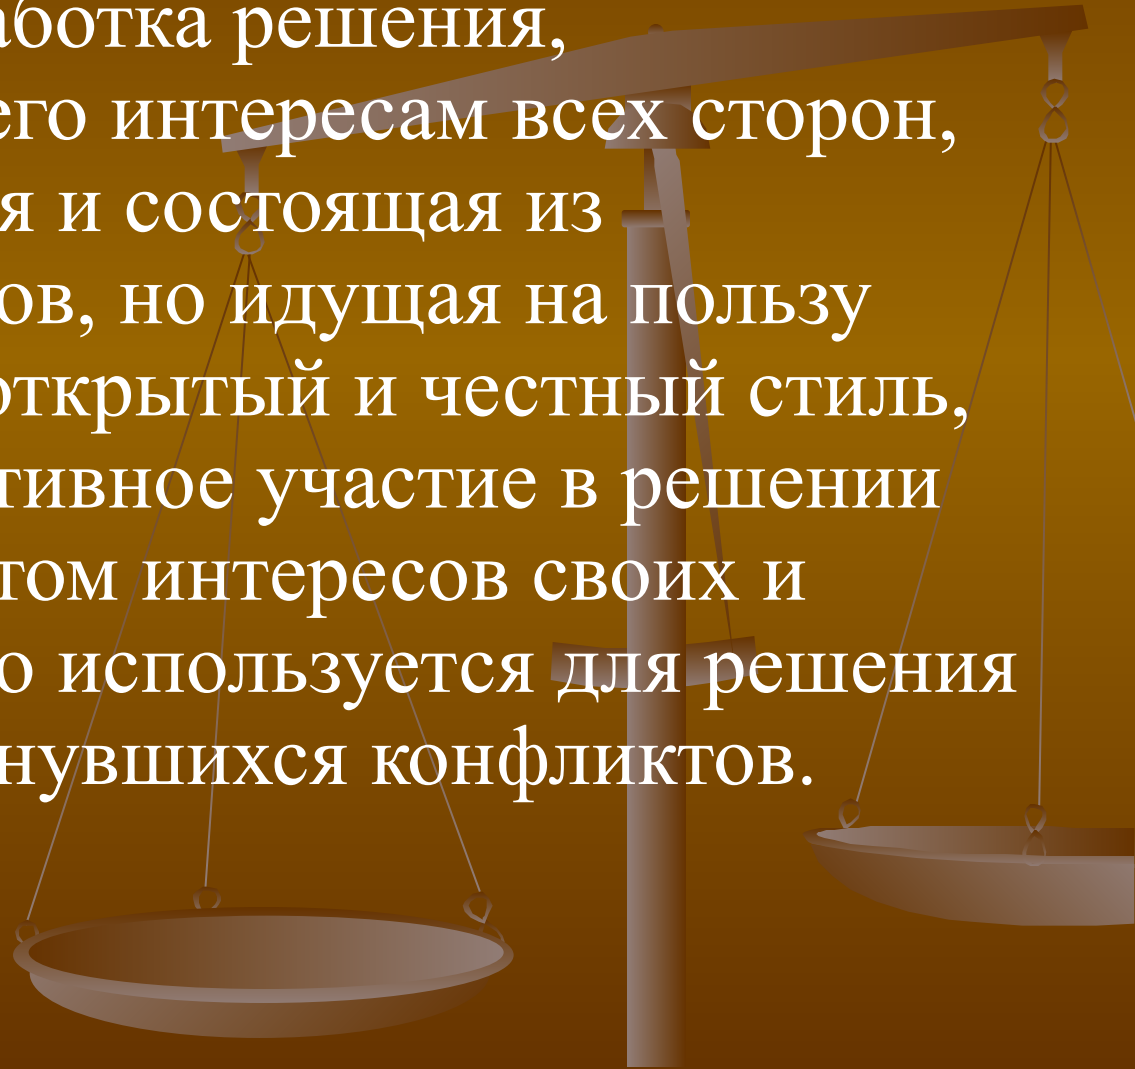 аботка решения,
его интересам всех сторон,
я и состоящая из
ов, но идущая на пользу
открытый и честный стиль,
тивное участие в решении
том интересов своих и
о используется для решения
нувшихся конфликтов.